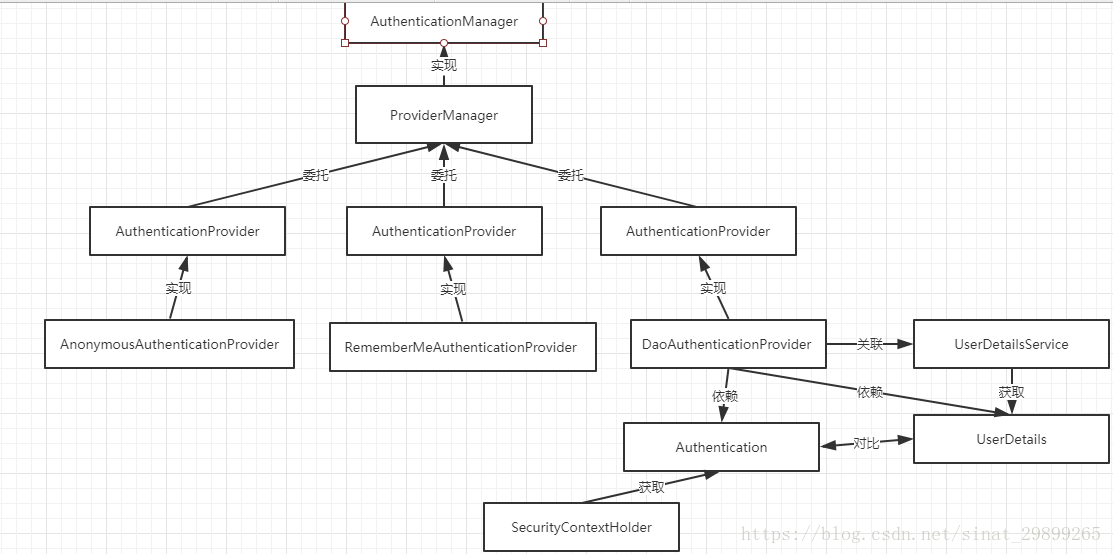 AuthenticationManager
实现
ProviderManager
委托 委托 委托
AuthenticationProvider AuthenticationProvider AuthenticationProvider
实现 实现 实现
AnonymousAuthenticationProvider RememberMeAuthenticationProvider DaoAuthenticationProvider 关联 UserDetailsService
依赖 依赖 获取
Authentication 对比 UserDetails
获取
SecurityContextHolder
https://blog.csdn.net/sinat_29899265